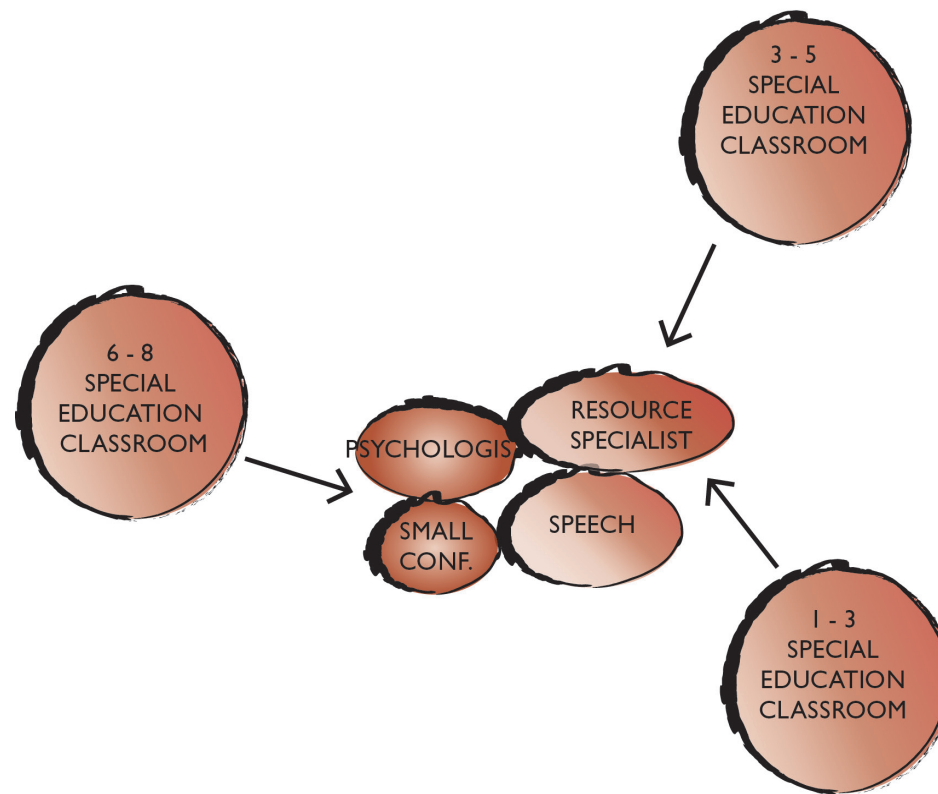 3 - 5
SPECIAL
EDUCATION
CLASSROOM
6 - 8
SPECIAL
EDUCATION
CLASSROOM
RESOURCE
SPECIALIST
PSYCHOLOGIS
SMALL
CONF.
SPEECH
1 - 3
SPECIAL
EDUCATION
CLASSROOM